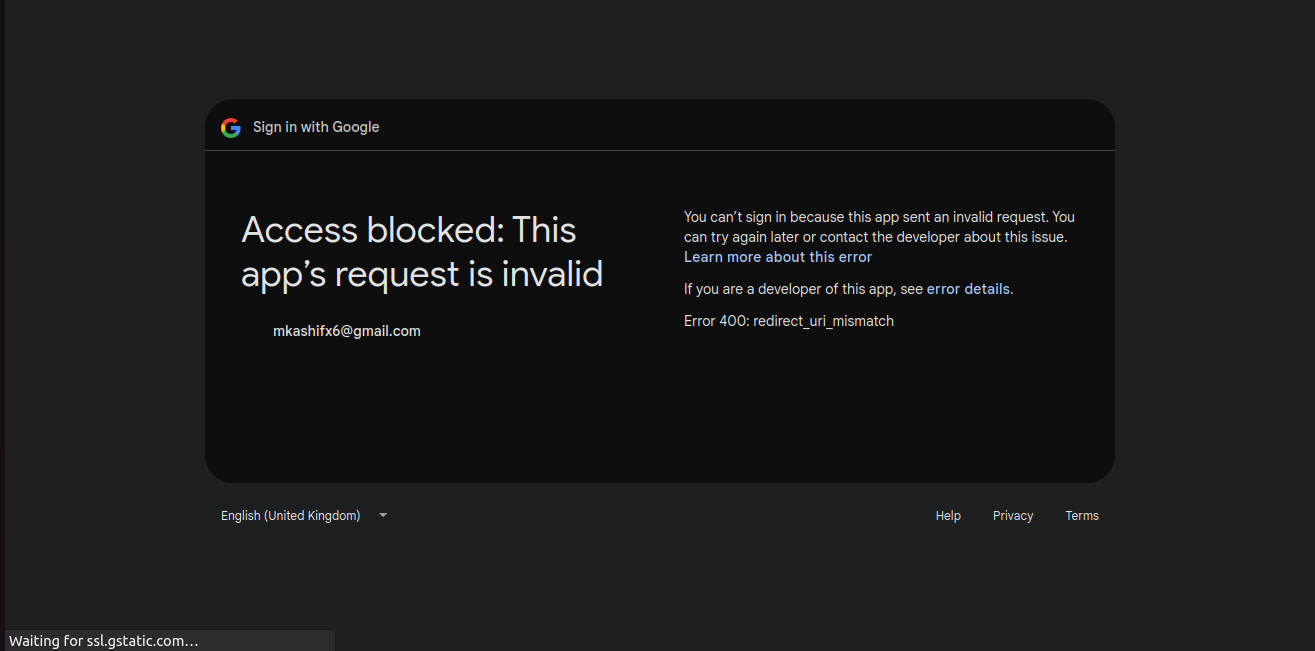 Sign in with Google
Access blocked: This
app’s request is invalid
mkashifx6@gmail.com
You can’t sign in because this app sent an invalid request. You
can try again later or contact the developer about this issue.
Learn more about this error
If you are a developer of this app, see error details.
Error 400: redirect_uri_mismatch
English (United Kingdom)
Help
Privacy
Terms
Waiting for ssl.gstatic.com…